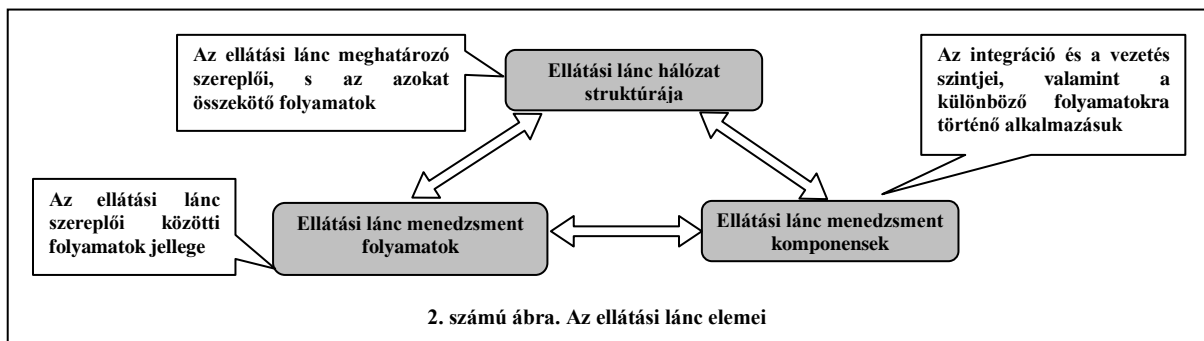 Az ellátási lánc meghatározó
szereplői, s az azokat
összekötő folyamatok
Ellátási lánc hálózat
struktúrája
Az integráció és a vezetés
szintjei, valamint a
különböző folyamatokra
történő alkalmazásuk
Az ellátási lánc
szereplői közötti
folyamatok jellege
Ellátási lánc menedzsment
folyamatok
Ellátási lánc menedzsment
komponensek
2. számú ábra. Az ellátási lánc elemei